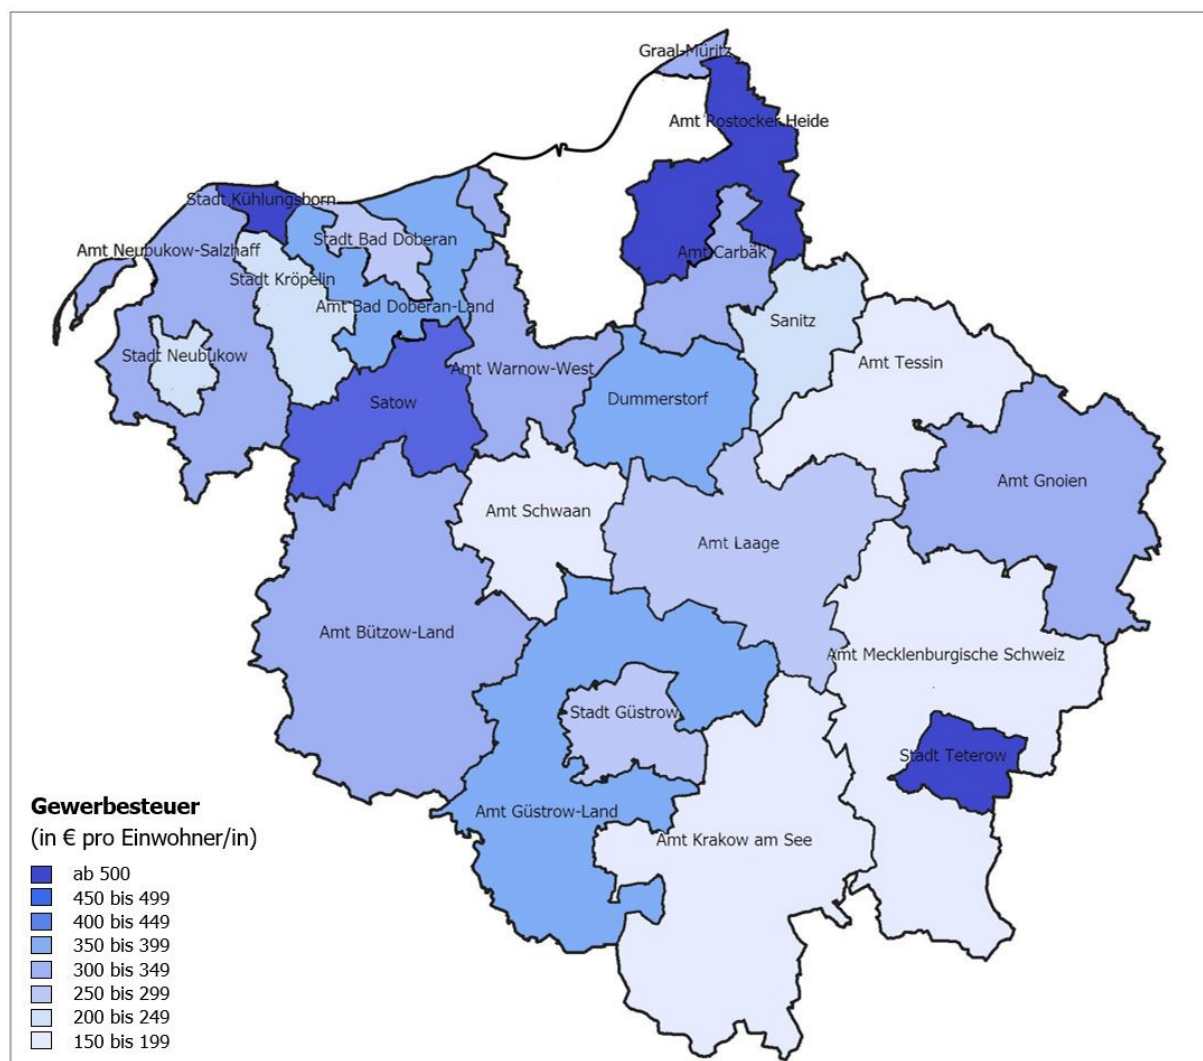 Graal-Müritz
Amt Rostocker Heide
Stadt Kühlungsborn
Stadt Bad Doberan
Amt Neubukow-Salzhaff
Amt Carbäk
Stadt Kröpelin
Amt Bad Doberan-Land
Sanitz
Stadt Neubukow
Amt Warnow-West
Amt Tessin
Satow
Dummerstorf
Amt Gnoien
Amt Schwaan
Amt Laage
Amt Bützow-Land
Amt Mecklenburgische Schweiz
Stadt Güstrow
Stadt Teterow
Amt Güstrow-Land
Amt Krakow am See
Gewerbesteuer
(in € pro Einwohner/in)
ab 500
450 bis 499
400 bis 449
350 bis 399
300 bis 349
250 bis 299
200 bis 249
150 bis 199